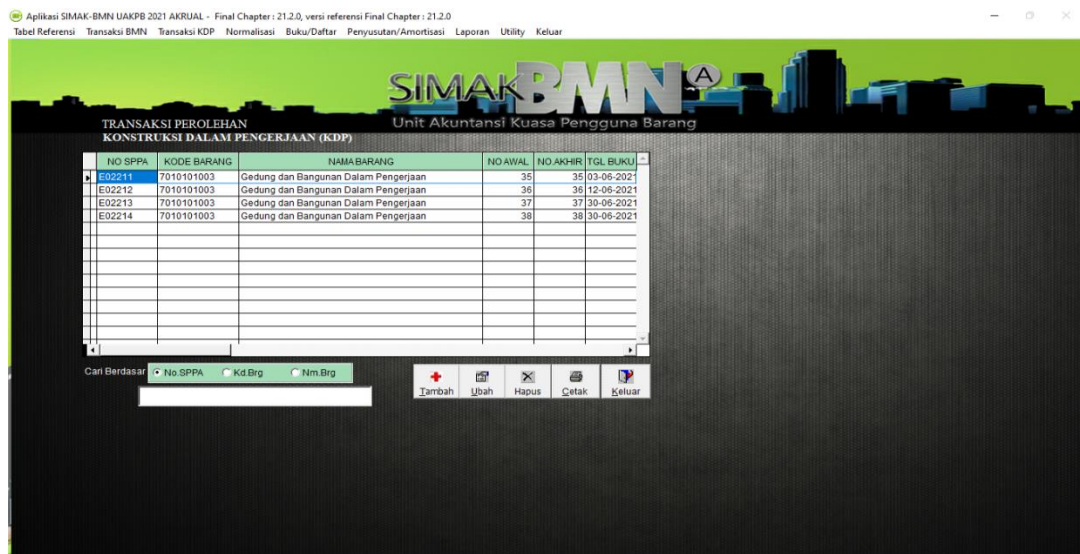 Aplikasi SIMAK-BMN UAKPB 2021 AKRUAL - Final Chapter : 21.2.0, versi referensi Final Chapter : 21.2.0
Tabel Referensi Transaksi BMN Transaksi KDP Normalisasi Buku/Daftar Penyusutan/Amortisasi Laporan Utility Keluar
SIMAK BMN A
Unit Akuntansi Kuasa Pengguna Barang
TRANSAKSI PEROLEHAN
KONSTRUKSI DALAM PENGERJAAN (KDP)
NO SPPA KODE BARANG NAMA BARANG NO AWAL NO.AKHIR TGL BUKU
E02211 7010101003 Gedung dan Bangunan Dalam Pengerjaan 35 35 03-06-2021
E02212 7010101003 Gedung dan Bangunan Dalam Pengerjaan 36 36 12-06-2021
E02213 7010101003 Gedung dan Bangunan Dalam Pengerjaan 37 37 30-06-2021
E02214 7010101003 Gedung dan Bangunan Dalam Pengerjaan 38 38 30-06-2021
Cari Berdasar No.SPPA Kd.Brg Nm.Brg
Tambah Ubah Hapus Cetak Keluar